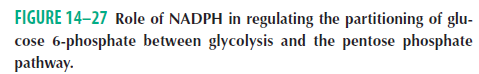 FIGURE 14–27 Role of NADPH in regulating the partitioning of glu-
cose 6-phosphate between glycolysis and the pentose phosphate
pathway.